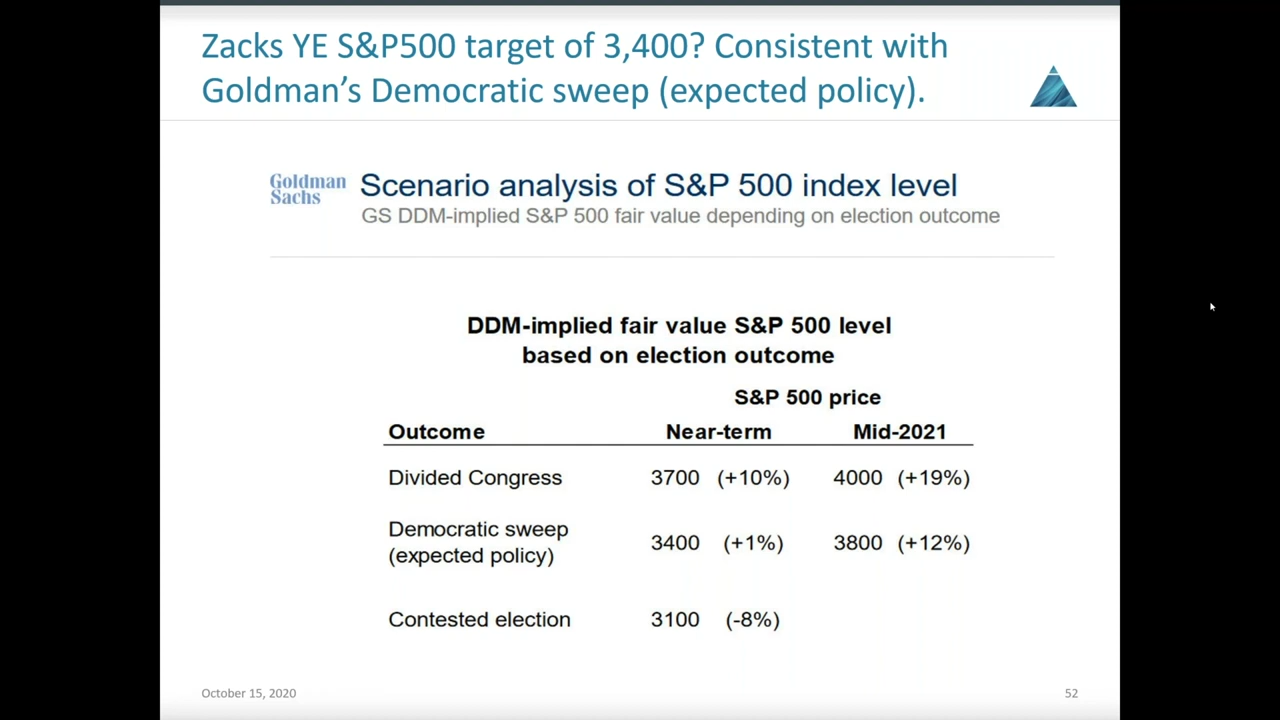 Zacks YE S&P500 target of 3,400? Consistent with
Goldman's Democratic sweep (expected policy).
Goldman
Sachs
Scenario analysis of S&P 500 index level
GS DDM-implied S&P 500 fair value depending on election outcome
DDM-implied fair value S&P 500 level
based on election outcome
S&P 500 price
Outcome Near-term Mid-2021
Divided Congress 3700 (+10%) 4000 (+19%)
Democratic sweep
(expected policy) 3400 (+1%) 3800 (+12%)
Contested election 3100 (-8%)
October 15, 2020 52